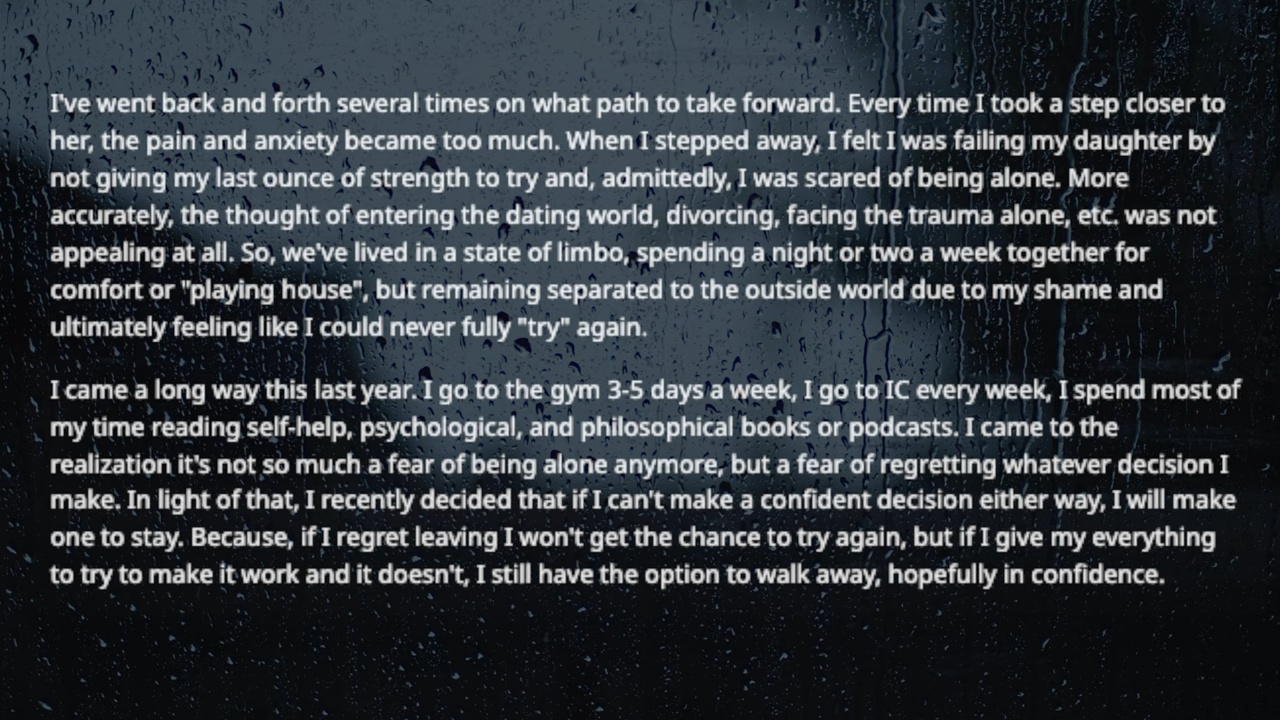 I've went back and forth several times on what path to take forward. Every time I took a step closer to
her, the pain and anxiety became too much. When I stepped away, I felt I was failing my daughter by
not giving my last ounce of strength to try and, admittedly, I was scared of being alone. More
accurately, the thought of entering the dating world, divorcing, facing the trauma alone, etc. was not
appealing at all. So, we've lived in a state of limbo, spending a night or two a week together for
comfort or "playing house", but remaining separated to the outside world due to my shame and
ultimately feeling like I could never fully "try" again.
I came a long way this last year. I go to the gym 3-5 days a week, I go to IC every week, I spend most of
my time reading self-help, psychological, and philosophical books or podcasts. I came to the
realization it's not so much a fear of being alone anymore, but a fear of regretting whatever decision I
make. In light of that, I recently decided that if I can't make a confident decision either way, I will make
one to stay. Because, if I regret leaving I won't get the chance to try again, but if I give my everything
to try to make it work and it doesn't, I still have the option to walk away, hopefully in confidence.